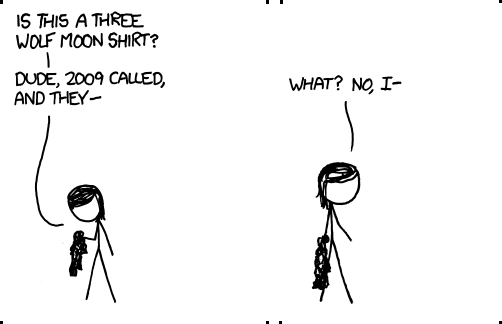 IS THIS A THREE
WOLF MOON SHIRT?
DUDE, 2009 CALLED,
AND THEY—
WHAT? NO, I—